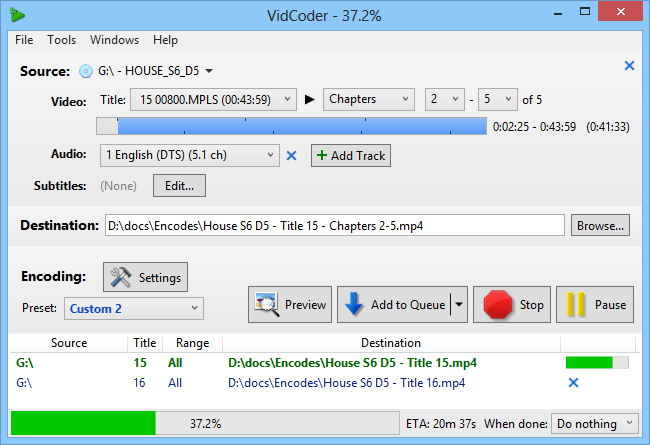 VidCoder - 37.2%
File Tools Windows Help
Source: G:\ - HOUSE_S6_D5
Video: Title: 15 00800.MPLS (00:43:59) Chapters 2 - 5 of 5
0:02:25 - 0:43:59 (0:41:33)
Audio: 1 English (DTS) (5.1 ch) Add Track
Subtitles: (None) Edit...
Destination: D:\docs\Encodes\House S6 D5 - Title 15 - Chapters 2-5.mp4 Browse...
Encoding: Settings
Preset: Custom 2 Preview Add to Queue Stop Pause
Source Title Range Destination
G:\ 15 All D:\docs\Encodes\House S6 D5 - Title 15.mp4
G:\ 16 All D:\docs\Encodes\House S6 D5 - Title 16.mp4
37.2% ETA: 20m 37s When done: Do nothing